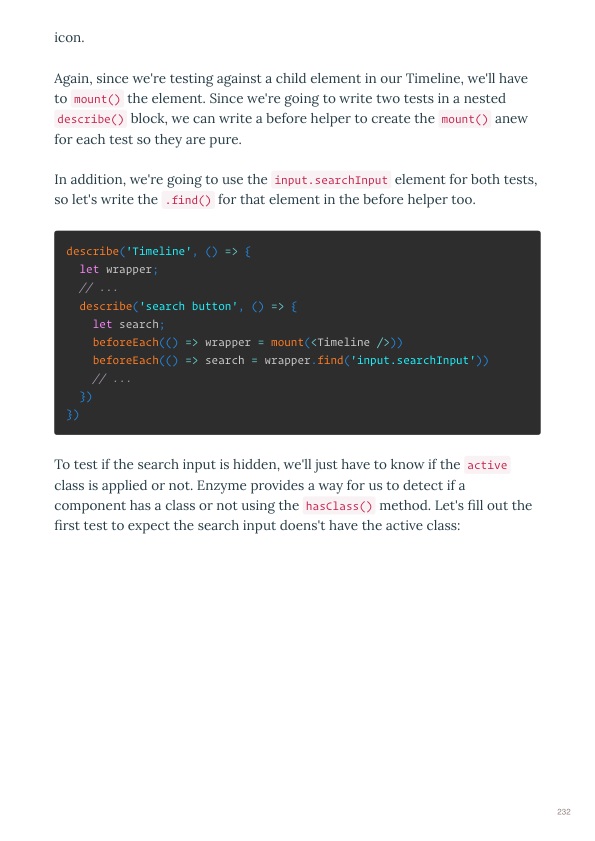 icon.
Again, since we're testing against a child element in our Timeline, we'll have
to mount() the element. Since we're going to write two tests in a nested
describe() block, we can write a before helper to create the mount() anew
for each test so they are pure.
In addition, we're going to use the input.searchInput element for both tests,
so let's write the .find() for that element in the before helper too.
describe('Timeline', () => {
  let wrapper;
  // ...
  describe('search button', () => {
    let search;
    beforeEach(() => wrapper = mount(<Timeline />))
    beforeEach(() => search = wrapper.find('input.searchInput'))
    // ...
  })
})
To test if the search input is hidden, we'll just have to know if the active
class is applied or not. Enzyme provides a way for us to detect if a
component has a class or not using the hasClass() method. Let's fill out the
first test to expect the search input doens't have the active class:
232